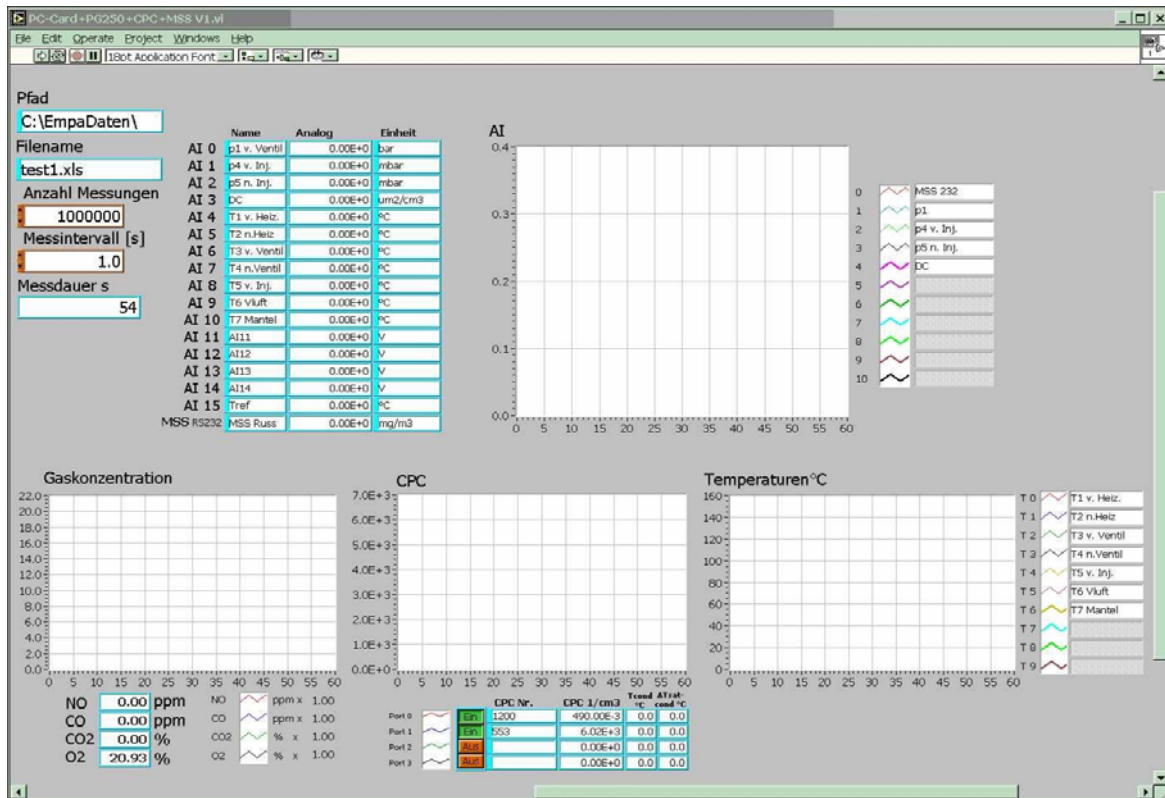 PC-Card+PG250+CPC+MSS V1.vi
File Edit Operate Project Windows Help
18pt Application Font
Pfad
C:\EmpaDaten\
Filename
test1.xls
Anzahl Messungen
1000000
Messintervall [s]
1.0
Messdauer s
54
Name Analog Einheit
AI 0 p1 v. Ventil 0.00E+0 bar
AI 1 p4 v. Inj. 0.00E+0 mbar
AI 2 p5 n. Inj. 0.00E+0 mbar
AI 3 DC 0.00E+0 um2/cm3
AI 4 T1 v. Heiz. 0.00E+0 °C
AI 5 T2 n.Heiz 0.00E+0 °C
AI 6 T3 v. Ventil 0.00E+0 °C
AI 7 T4 n.Ventil 0.00E+0 °C
AI 8 T5 v. Inj. 0.00E+0 °C
AI 9 T6 Vluft 0.00E+0 °C
AI 10 T7 Mantel 0.00E+0 °C
AI 11 AI11 0.00E+0 V
AI 12 AI12 0.00E+0 V
AI 13 AI13 0.00E+0 V
AI 14 AI14 0.00E+0 V
AI 15 Tref 0.00E+0 °C
MSS RS232 MSS Russ 0.00E+0 mg/m3
AI
0.4
0.3
AI
0.2
0.1
0.0
0 5 10 15 20 25 30 35 40 45 50 55 60
0 MSS 232
1 p1
2 p4 v. Inj.
3 p5 n. Inj.
4 DC
5
6
7
8
9
10
Gaskonzentration
22.0
20.0
18.0
16.0
14.0
12.0
10.0
8.0
6.0
4.0
2.0
0.0
0 5 10 15 20 25 30 35 40 45 50 55 60
NO 0.00 ppm NO ppm x 1.00
CO 0.00 ppm CO ppm x 1.00
CO2 0.00 % CO2 % x 1.00
O2 20.93 % O2 % x 1.00
CPC
7.0E+3
6.0E+3
5.0E+3
4.0E+3
3.0E+3
2.0E+3
1.0E+3
0.0E+0
0 5 10 15 20 25 30 35 40 45 50 55 60
CPC Nr. CPC 1/cm3 Tcond °C ΔTsat-cond °C
Port 0 Ein 1200 490.00E-3 0.0 0.0
Port 1 Ein 553 6.02E+3 0.0 0.0
Port 2 Aus 0.00E+0 0.0 0.0
Port 3 Aus 0.00E+0 0.0 0.0
Temperaturen°C
160
140
120
100
80
60
40
20
0
0 5 10 15 20 25 30 35 40 45 50 55 60
T 0 T1 v. Heiz.
T 1 T2 n.Heiz
T 2 T3 v. Ventil
T 3 T4 n.Ventil
T 4 T5 v. Inj.
T 5 T6 Vluft
T 6 T7 Mantel
T 7
T 8
T 9